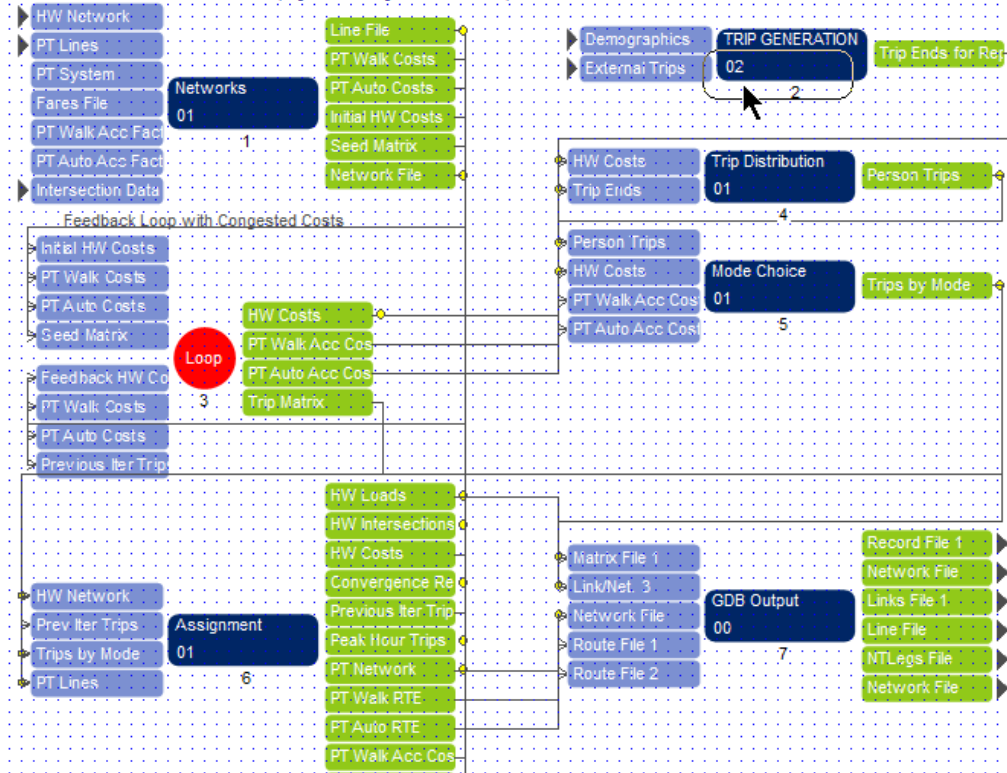 HW Network
PT Lines
PT System
Fares File
PT Walk Acc Fact
PT Auto Acc Fact
Intersection Data
Networks
01
1
Line File
PT Walk Costs
PT Auto Costs
Initial HW Costs
Seed Matrix
Network File
Demographics
External Trips
TRIP GENERATION
02
2
Trip Ends for Rep
HW Costs
Trip Ends
Trip Distribution
01
4
Person Trips
Feedback Loop with Congested Costs
Initial HW Costs
PT Walk Costs
PT Auto Costs
Seed Matrix
Feedback HW Co
PT Walk Costs
PT Auto Costs
Previous Iter Trip
Loop
3
HW Costs
PT Walk Acc Cos
PT Auto Acc Cos
Trip Matrix
Person Trips
HW Costs
PT Walk Acc Cos
PT Auto Acc Cost
Mode Choice
01
5
Trips by Mode
HW Network
Prev Iter Trips
Trips by Mode
PT Lines
Assignment
01
6
HW Loads
HW Intersections
HW Costs
Convergence Re
Previous Iter Trip
Peak Hour Trips
PT Network
PT Walk RTE
PT Auto RTE
PT Walk Acc Cos
Matrix File 1
Link/Net. 3
Network File
Route File 1
Route File 2
GDB Output
00
7
Record File 1
Network File
Links File 1
Line File
NTLegs File
Network File